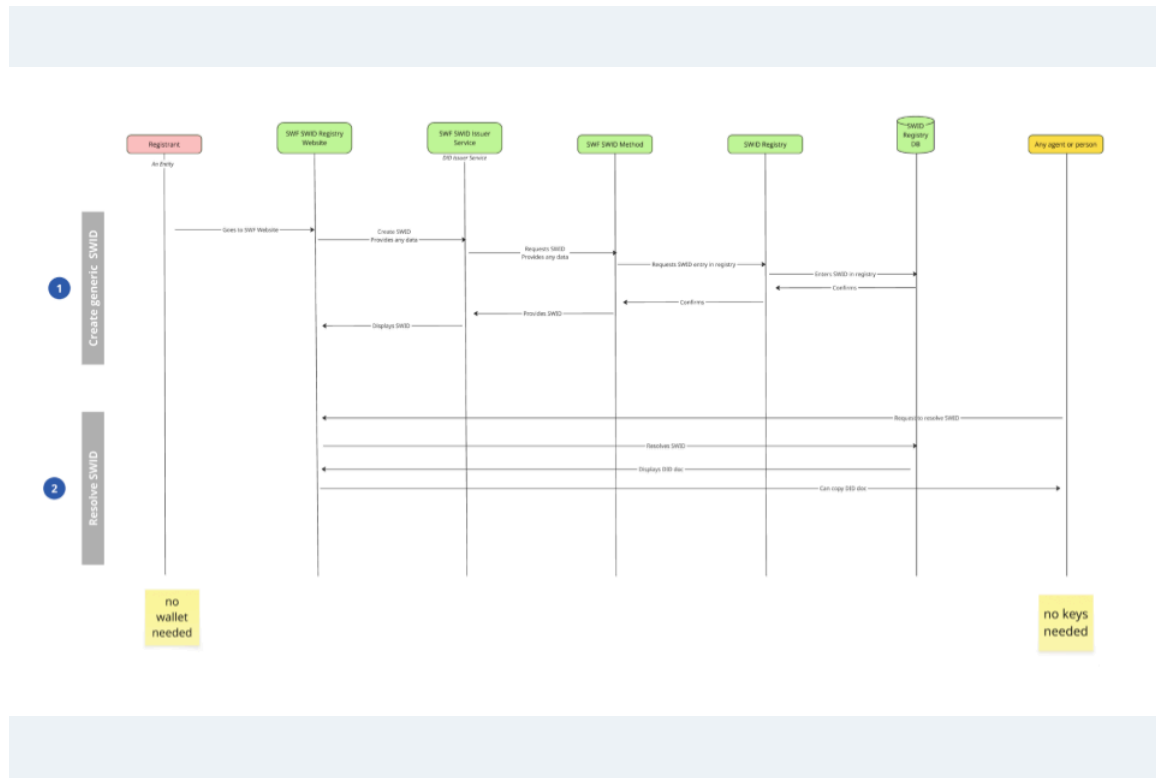 Registrant
An Entity
SWF SWID Registry
Website
SWF SWID Issuer
Service
DID Issuer Service
SWF SWID Method
SWID Registry
SWID
Registry
DB
Any agent or person
1
Create generic SWID
Goes to SWF Website
Create SWID
Provides any data
Requests SWID
Provides any data
Requests SWID entry in registry
Enters SWID in registry
Confirms
Confirms
Provides SWID
Displays SWID
2
Resolve SWID
Request to resolve SWID
Resolves SWID
Displays DID doc
Can copy DID doc
no
wallet
needed
no keys
needed